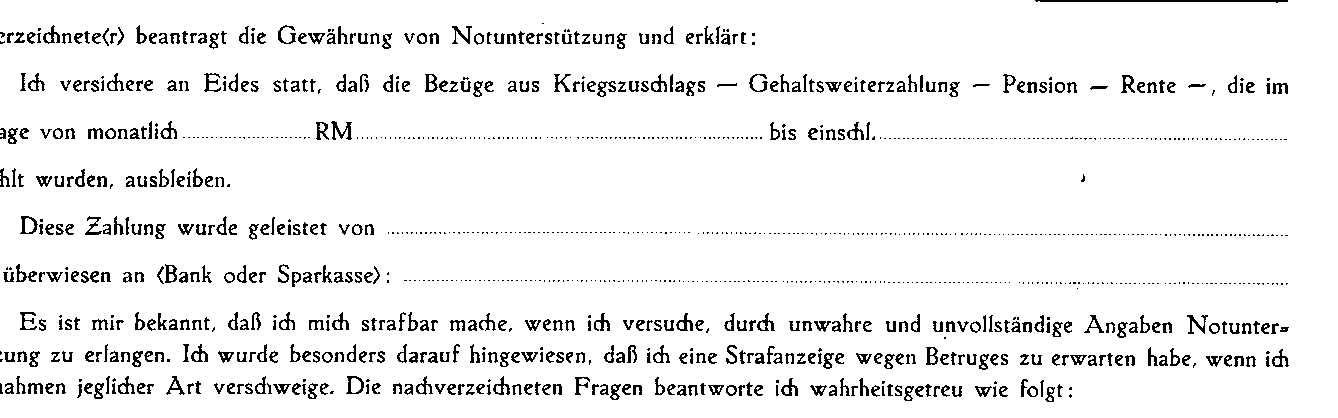 erzeichnete(r) beantragt die Gewährung von Notunterstützung und erklärt:
Ich versichere an Eides statt, daß die Bezüge aus Kriegszuschlags — Gehaltsweiterzahlung — Pension — Rente —, die im
age von monatlich RM bis einschl.
hlt wurden, ausbleiben.
Diese Zahlung wurde geleistet von
überwiesen an (Bank oder Sparkasse):
Es ist mir bekannt, daß ich mich strafbar mache, wenn ich versuche, durch unwahre und unvollständige Angaben Notunter-
zung zu erlangen. Ich wurde besonders darauf hingewiesen, daß ich eine Strafanzeige wegen Betruges zu erwarten habe, wenn ich
nahmen jeglicher Art verschweige. Die nachverzeichneten Fragen beantworte ich wahrheitsgetreu wie folgt: